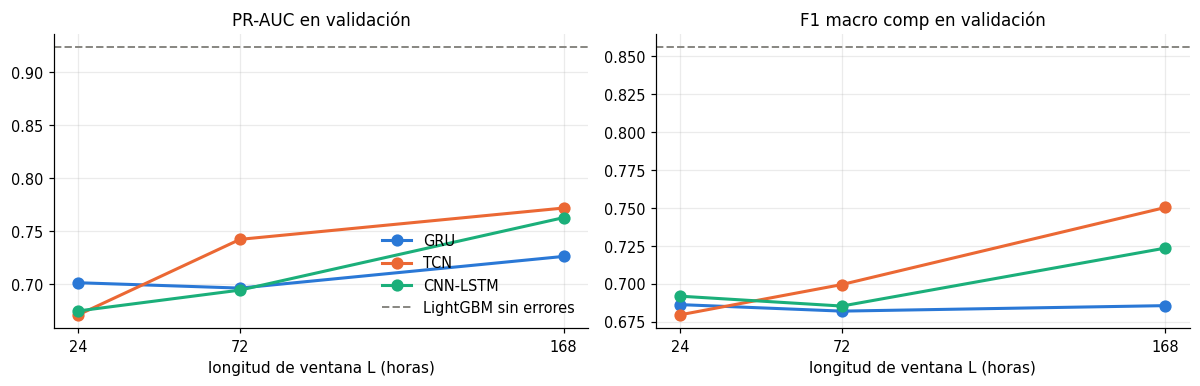 PR-AUC en validación
0.90
0.85
0.80
0.75
0.70
24
72
168
longitud de ventana L (horas)
GRU
TCN
CNN-LSTM
LightGBM sin errores
F1 macro comp en validación
0.850
0.825
0.800
0.775
0.750
0.725
0.700
0.675
24
72
168
longitud de ventana L (horas)